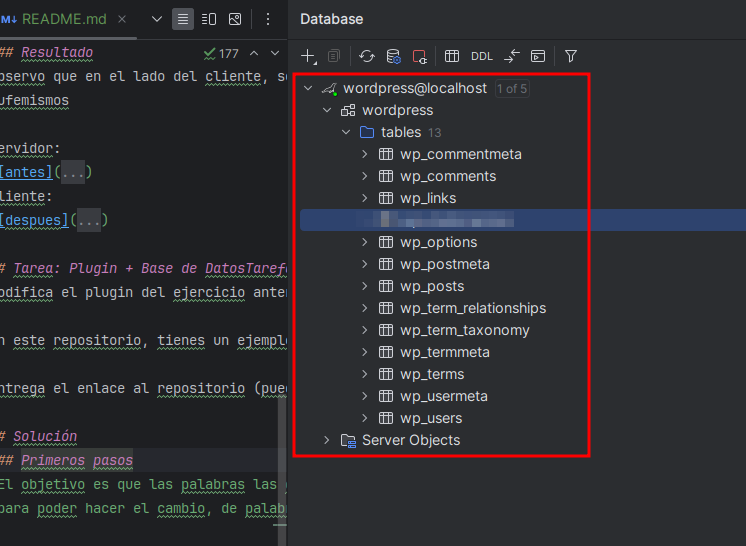 README.md
Database
DDL
## Resultado
177
observo que en el lado del cliente, se
ufemismos
ervidor:
[antes](...)
liente:
[despues](...)
# Tarea: Plugin + Base de DatosTaref
odifica el plugin del ejercicio anter
n este repositorio, tienes un ejemplo
ntrega el enlace al repositorio (pue
# Solución
## Primeros pasos
El objetivo es que las palabras las
para poder hacer el cambio, de palab
wordpress@localhost 1 of 5
wordpress
tables 13
wp_commentmeta
wp_comments
wp_links
wp_options
wp_postmeta
wp_posts
wp_term_relationships
wp_term_taxonomy
wp_termmeta
wp_terms
wp_usermeta
wp_users
Server Objects